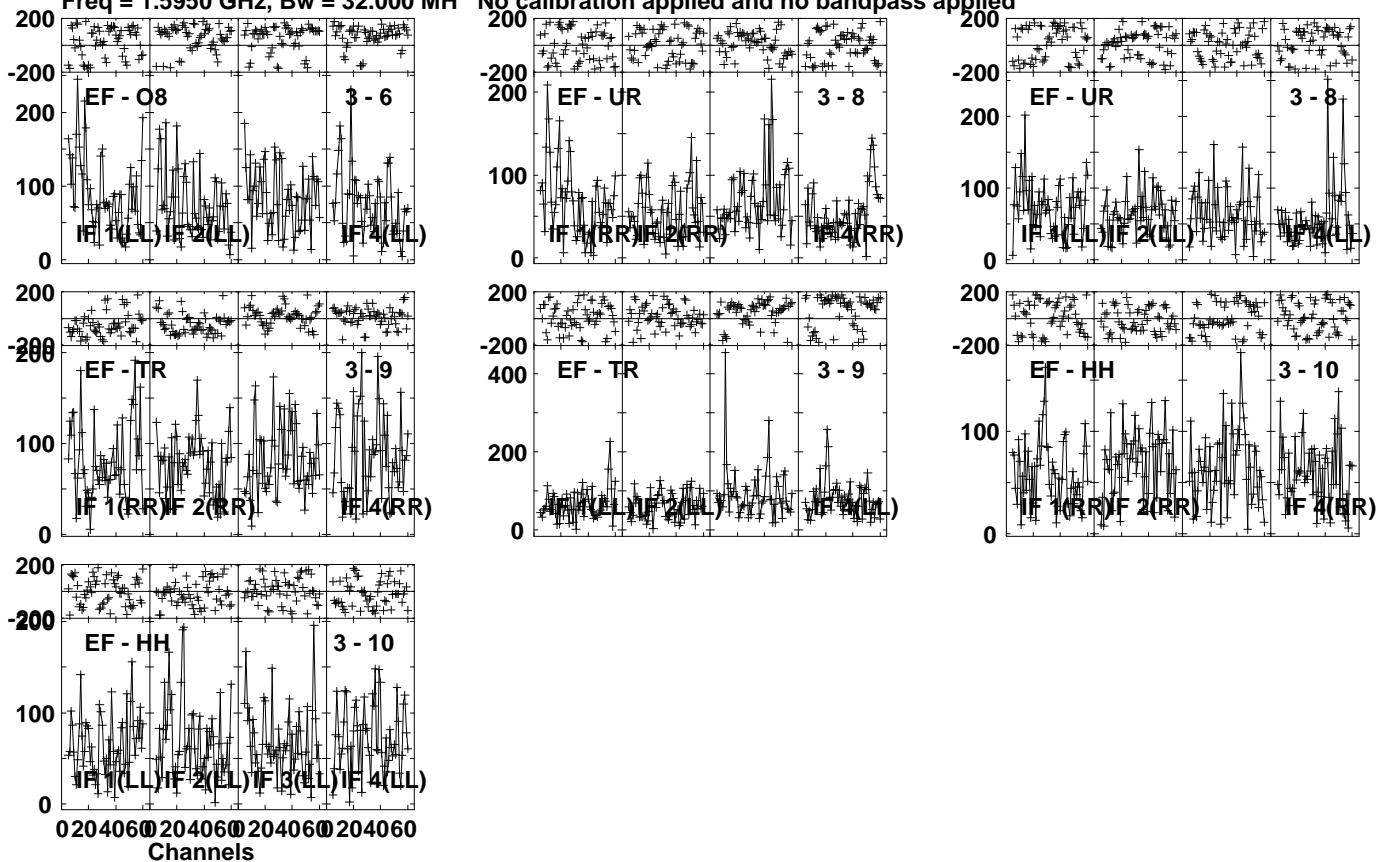 Freq = 1.5950 GHz, Bw = 32.000 MH   No calibration applied and no bandpass applied
200
-200
EF - O8
3 - 6
200
100
0
IF 1(LL)
IF 2(LL)
IF 4(LL)
200
-200
EF - UR
3 - 8
200
100
0
IF 1(RR)
IF 2(RR)
IF 4(RR)
200
-200
EF - UR
3 - 8
200
100
0
IF 1(LL)
IF 2(LL)
IF 4(LL)
200
-200
200
EF - TR
3 - 9
100
0
IF 1(RR)
IF 2(RR)
IF 4(RR)
200
-200
EF - TR
3 - 9
400
200
0
IF 1(LL)
IF 2(LL)
IF 4(LL)
200
-200
EF - HH
3 - 10
100
0
IF 1(RR)
IF 2(RR)
IF 4(RR)
200
-200
200
EF - HH
3 - 10
100
0
IF 1(LL)
IF 2(LL)
IF 3(LL)
IF 4(LL)
0 20 40 60 0 20 40 60 0 20 40 60 0 20 40 60
Channels